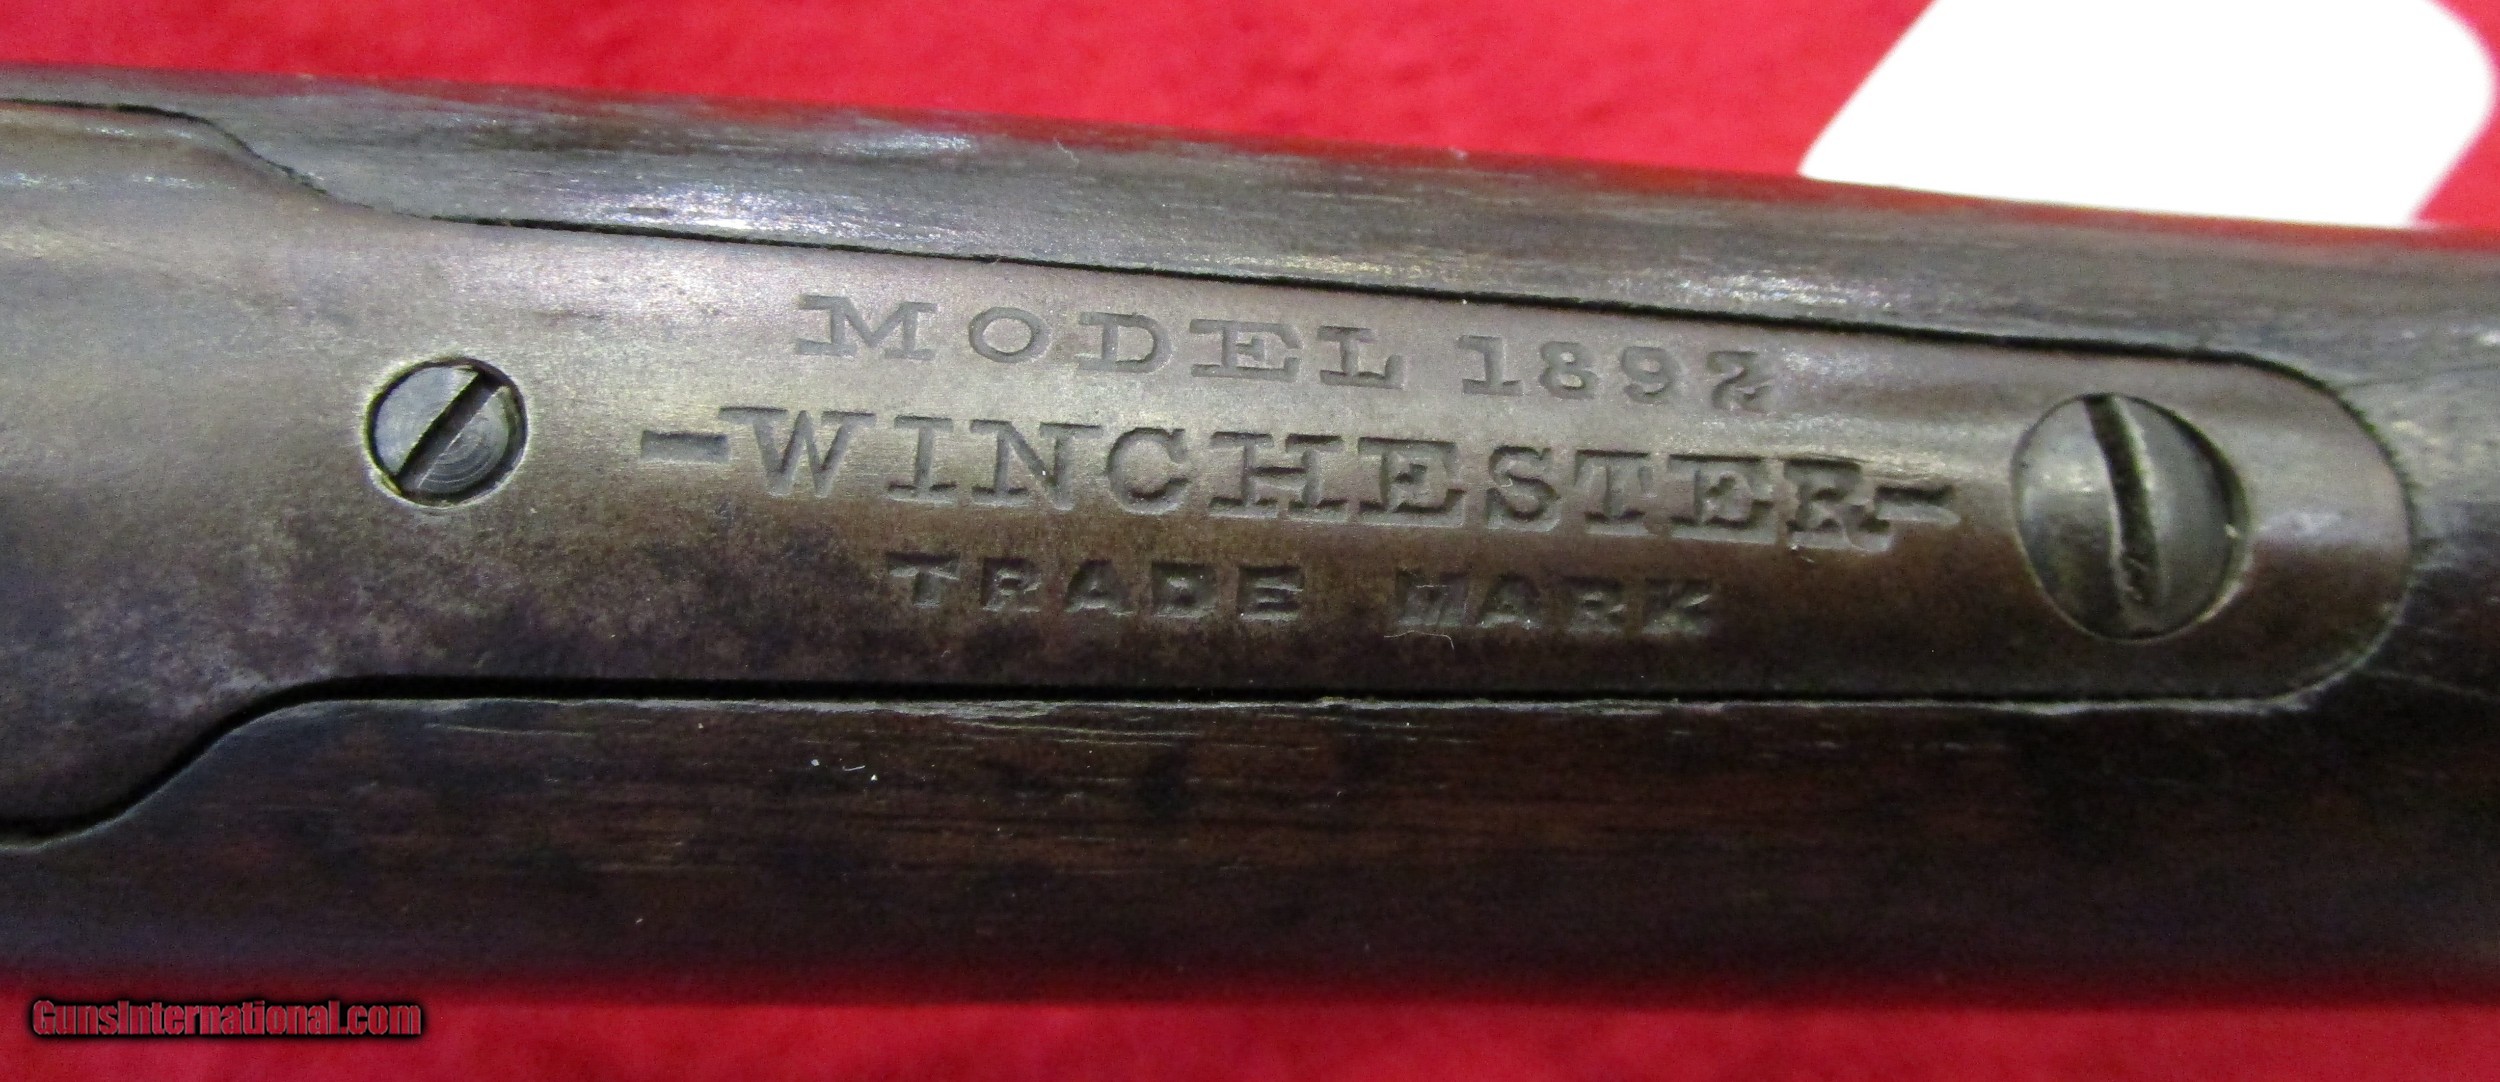 MODEL 1892
-WINCHESTER-
TRADE MARK
GunsInternational.com